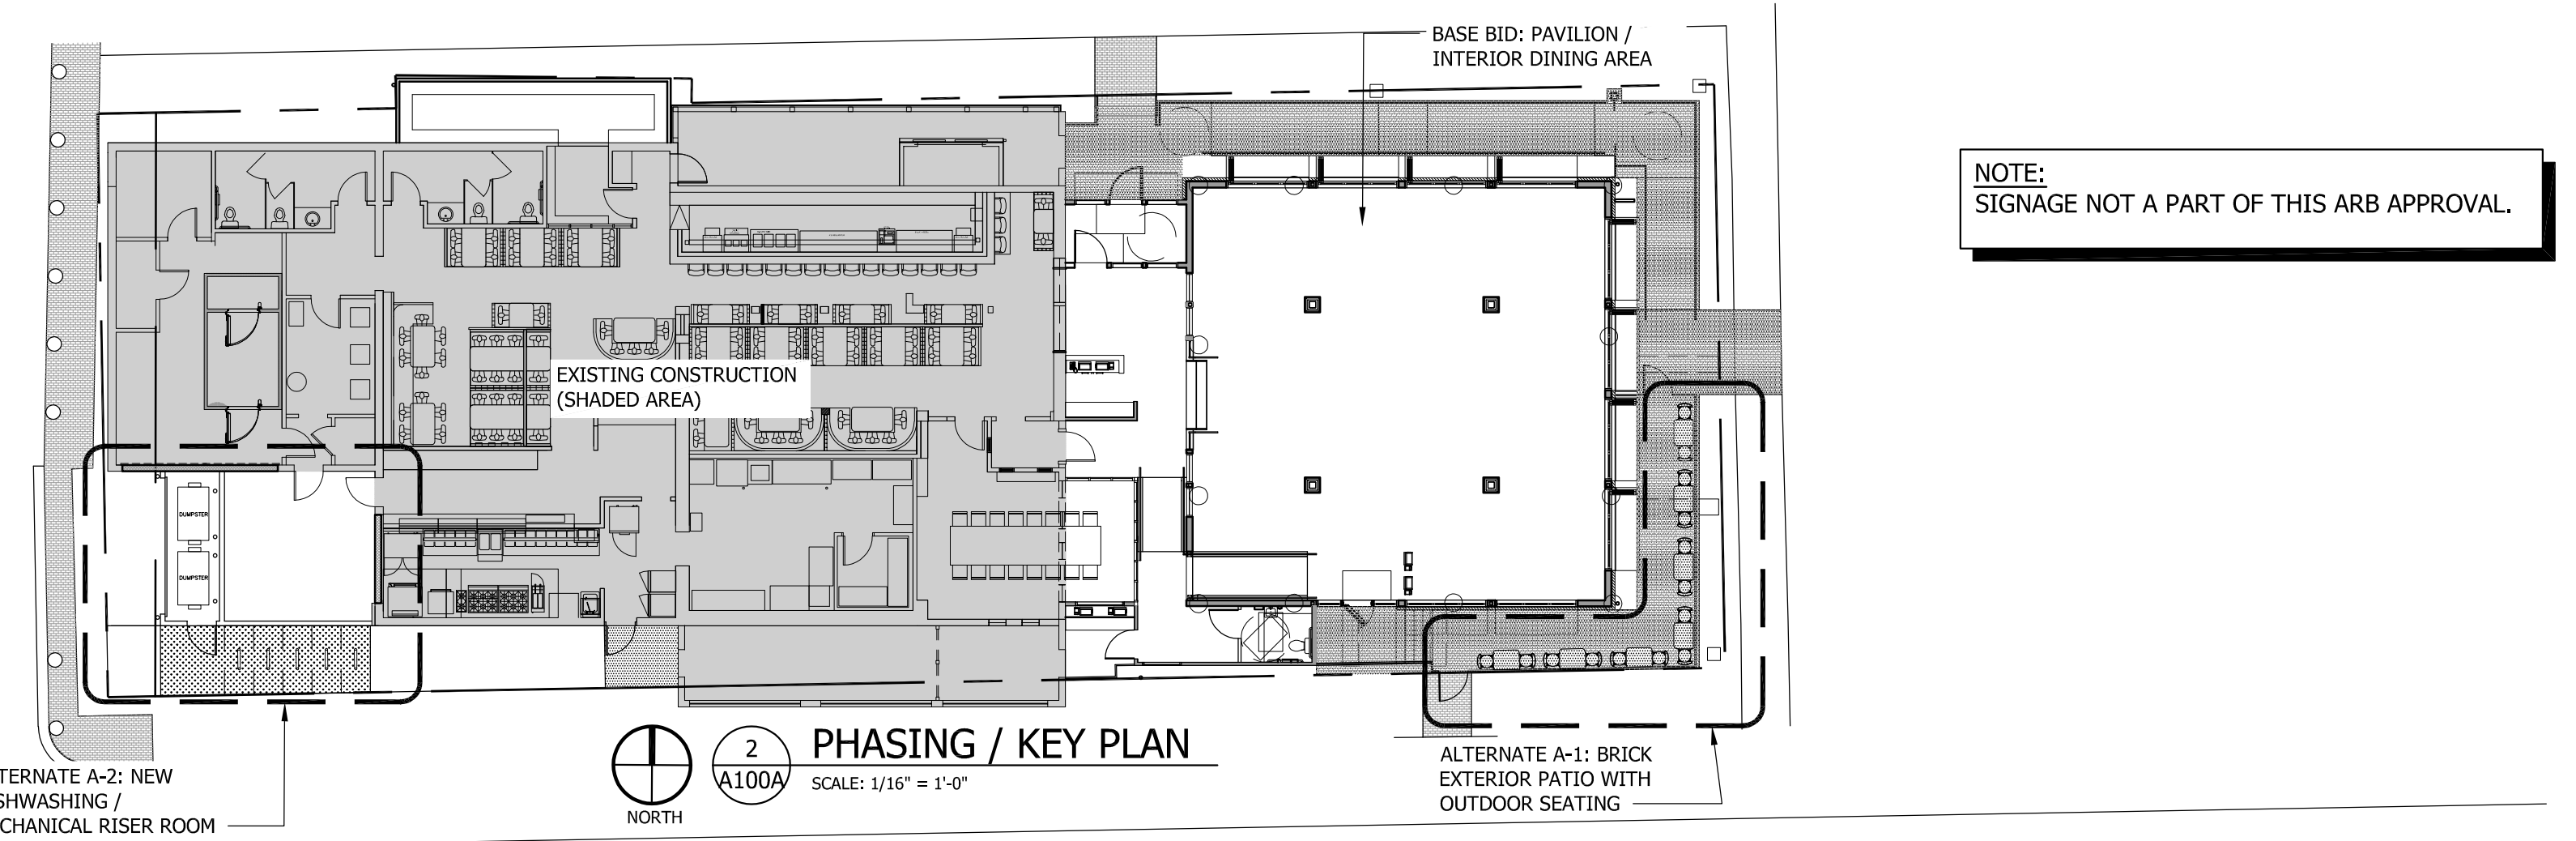 BASE BID: PAVILION /
INTERIOR DINING AREA
NOTE:
SIGNAGE NOT A PART OF THIS ARB APPROVAL.
EXISTING CONSTRUCTION
(SHADED AREA)
DUMPSTER
DUMPSTER
2
A100A
PHASING / KEY PLAN
SCALE: 1/16" = 1'-0"
NORTH
ALTERNATE A-1: BRICK
EXTERIOR PATIO WITH
OUTDOOR SEATING
TERNATE A-2: NEW
SHWASHING /
CHANICAL RISER ROOM